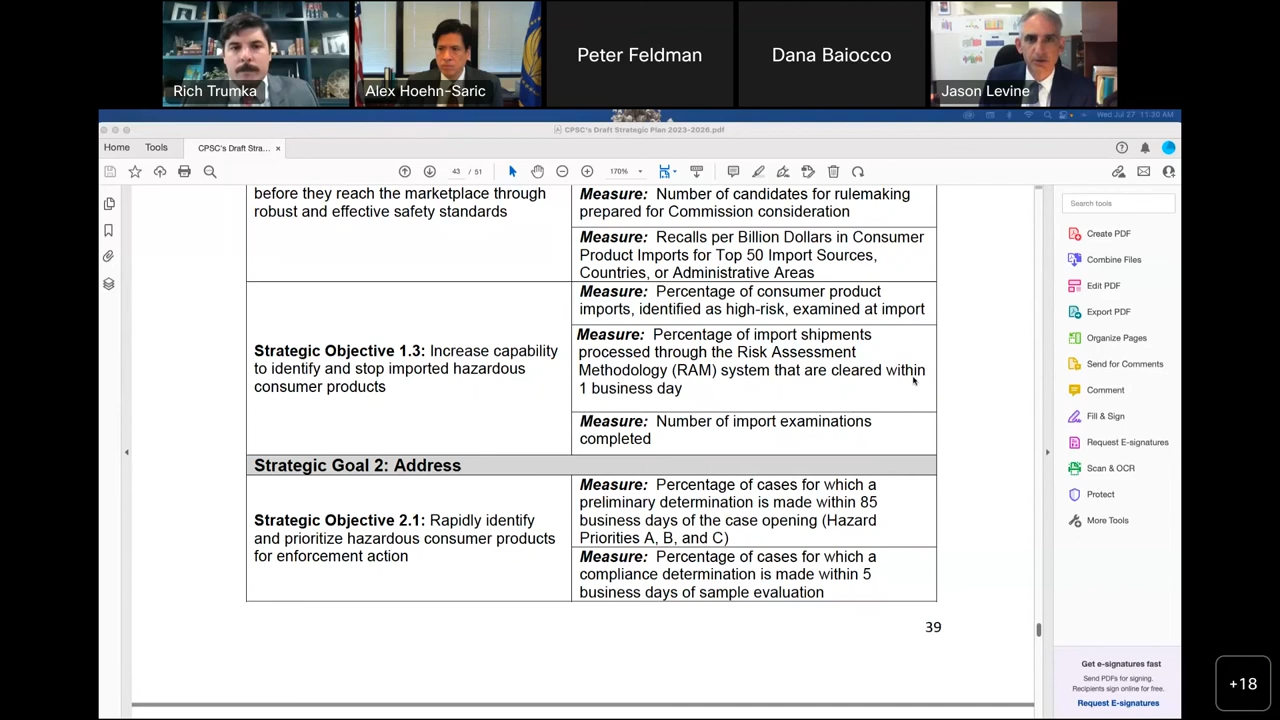 Rich Trumka
Alex Hoehn-Saric
Peter Feldman
Dana Baiocco
Jason Levine
Wed Jul 27 11:30 AM
CPSC's Draft Strategic Plan 2023-2026.pdf
Home
Tools
CPSC's Draft Stra...
43 / 51
170%
before they reach the marketplace through
robust and effective safety standards
Measure: Number of candidates for rulemaking
prepared for Commission consideration
Measure: Recalls per Billion Dollars in Consumer
Product Imports for Top 50 Import Sources,
Countries, or Administrative Areas
Strategic Objective 1.3: Increase capability
to identify and stop imported hazardous
consumer products
Measure: Percentage of consumer product
imports, identified as high-risk, examined at import
Measure: Percentage of import shipments
processed through the Risk Assessment
Methodology (RAM) system that are cleared within
1 business day
Measure: Number of import examinations
completed
Strategic Goal 2: Address
Strategic Objective 2.1: Rapidly identify
and prioritize hazardous consumer products
for enforcement action
Measure: Percentage of cases for which a
preliminary determination is made within 85
business days of the case opening (Hazard
Priorities A, B, and C)
Measure: Percentage of cases for which a
compliance determination is made within 5
business days of sample evaluation
39
Search tools
Create PDF
Combine Files
Edit PDF
Export PDF
Organize Pages
Send for Comments
Comment
Fill & Sign
Request E-signatures
Scan & OCR
Protect
More Tools
Get e-signatures fast
Send PDFs for signing.
Recipients sign online for free.
Request E-signatures
+18